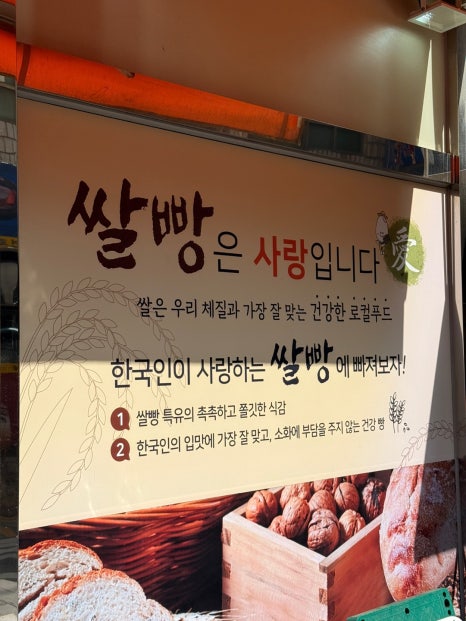 쌀빵은 사랑입니다 愛
쌀은 우리 체질과 가장 잘 맞는 건강한 로컬푸드
한국인이 사랑하는 쌀빵에 빠져보자!
1 쌀빵 특유의 촉촉하고 쫄깃한 식감
2 한국인의 입맛에 가장 잘 맞고, 소화에 부담을 주지 않는 건강 빵